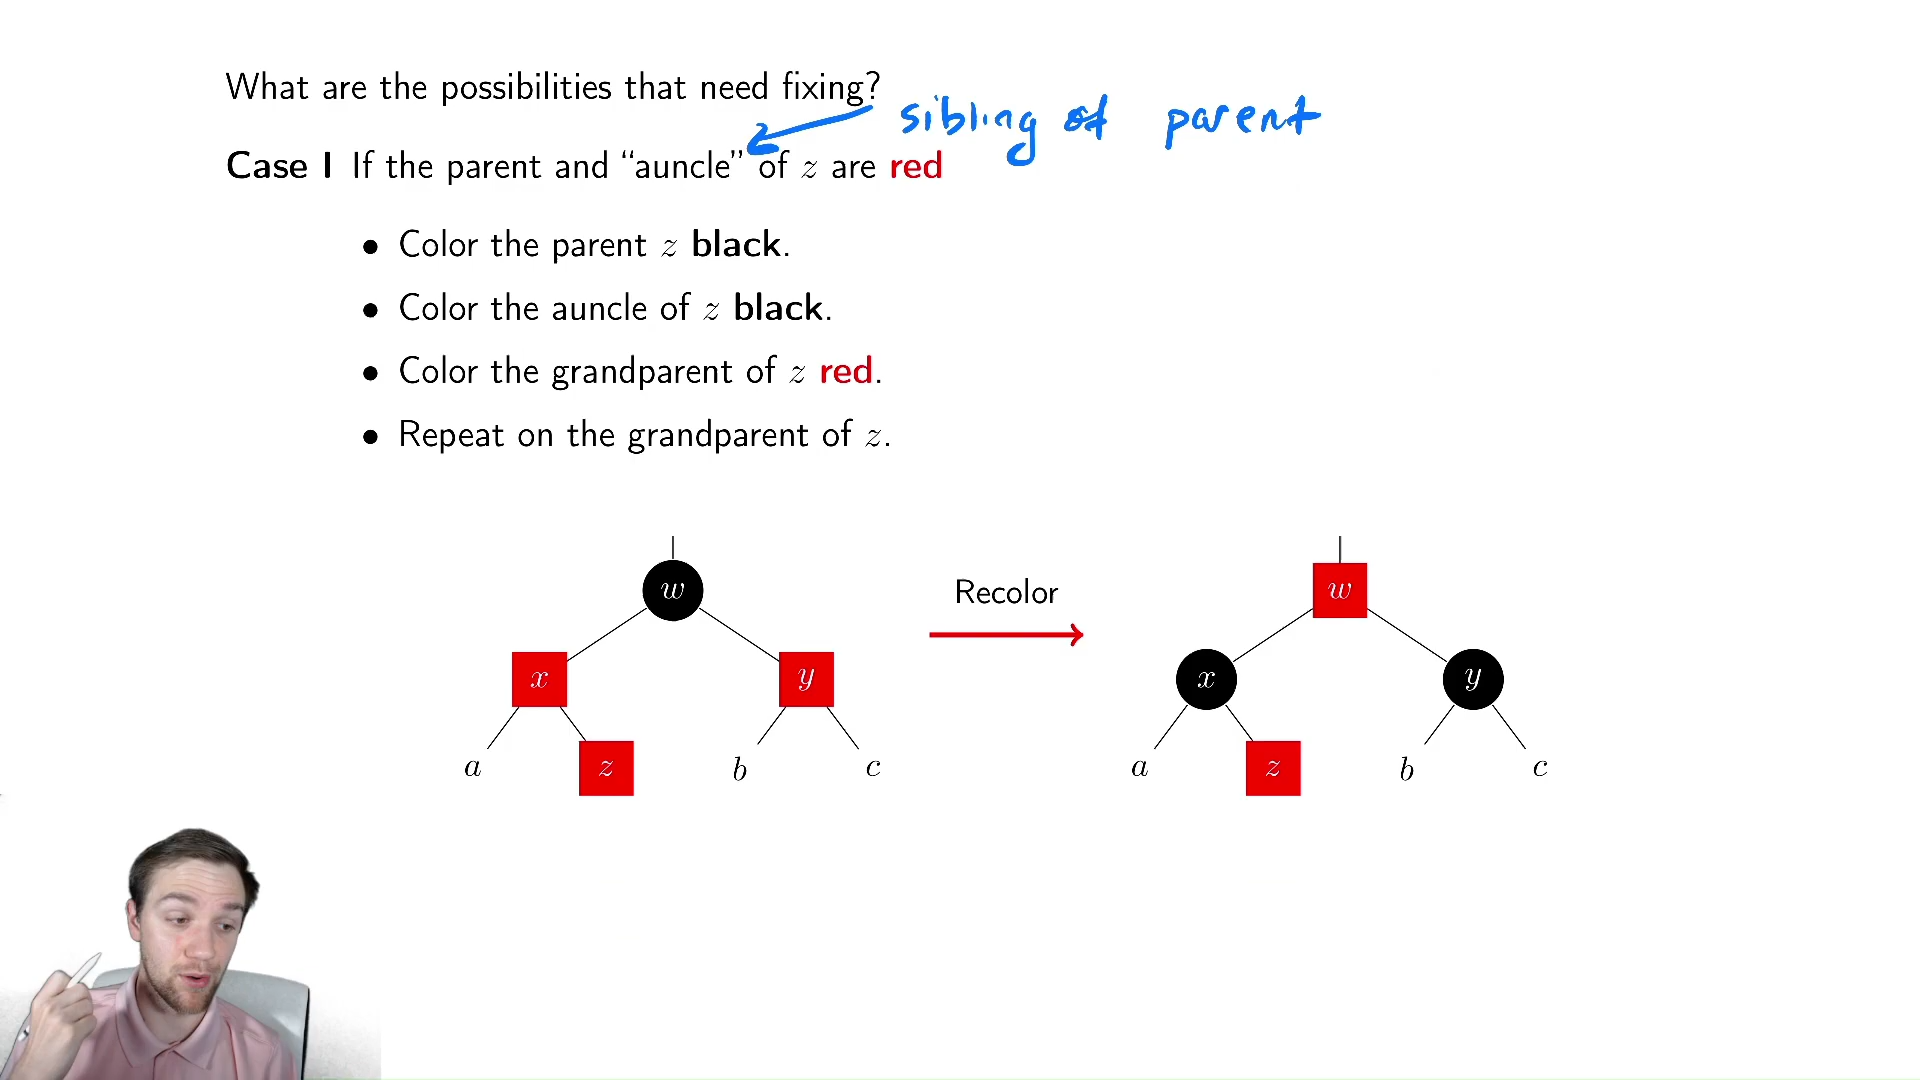 What are the possibilities that need fixing?
sibling of parent
Case I If the parent and “auncle” of z are red
• Color the parent z black.
• Color the auncle of z black.
• Color the grandparent of z red.
• Repeat on the grandparent of z.
w Recolor w
x y x y
a z b c a z b c